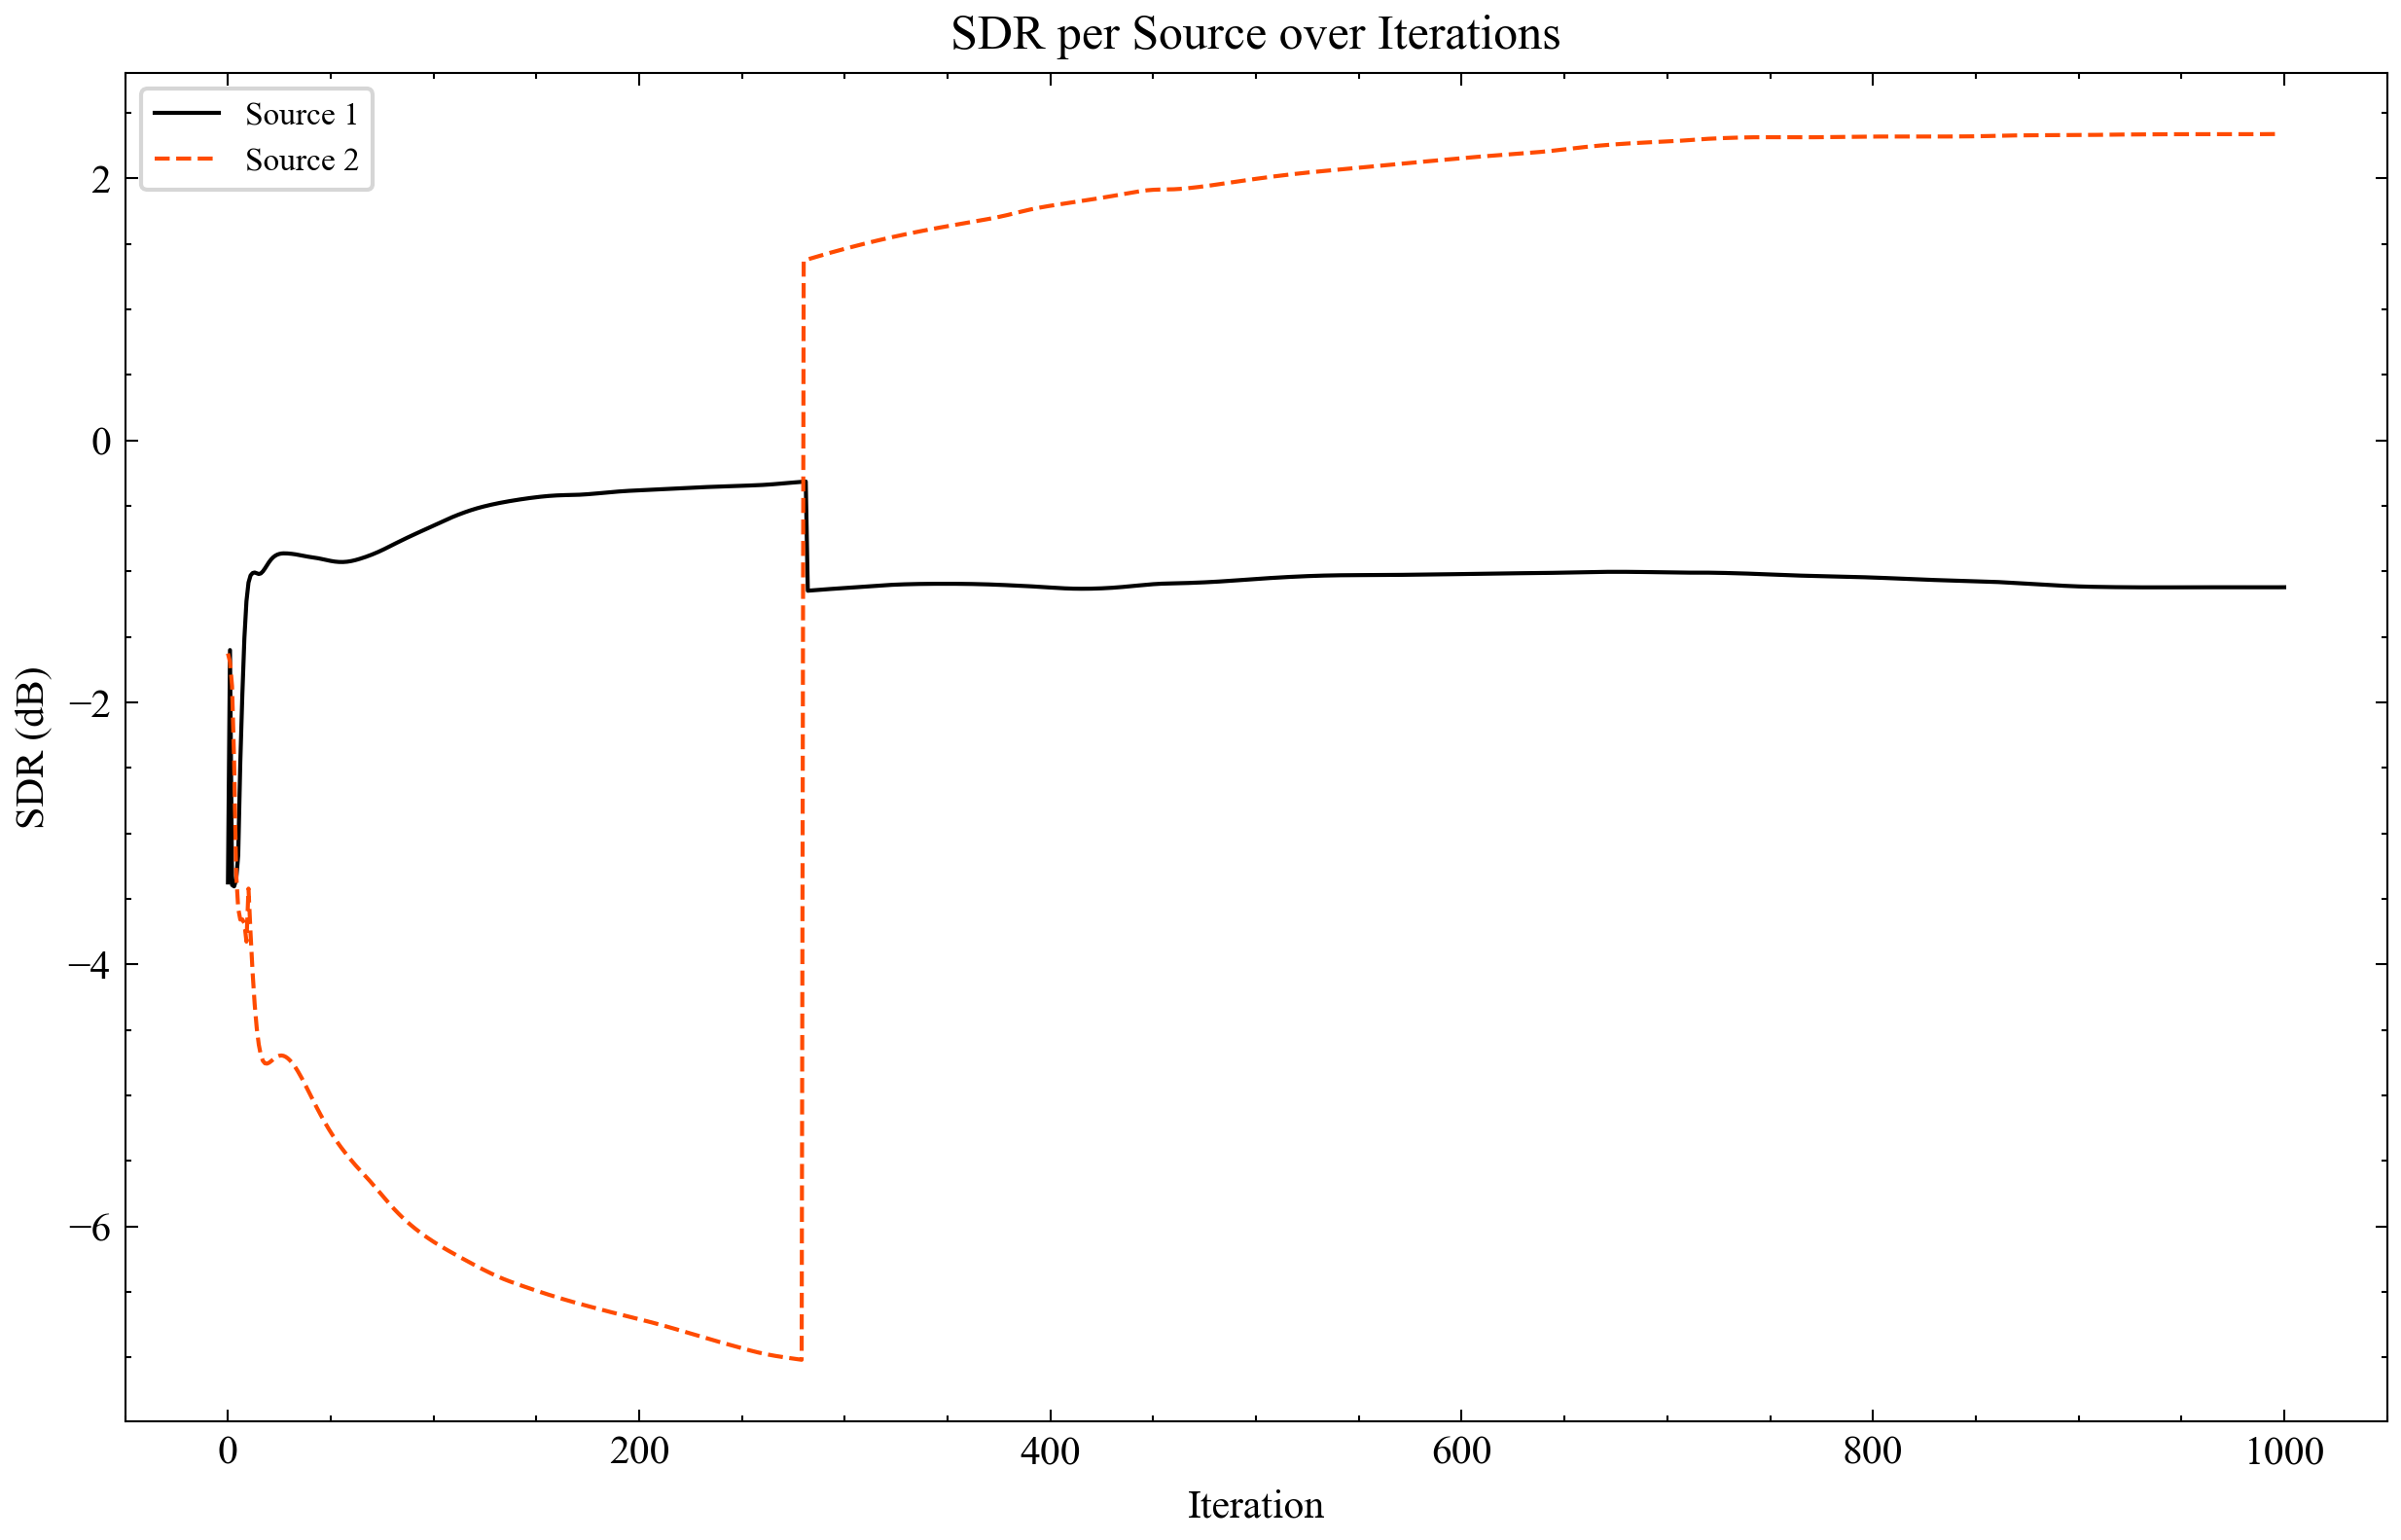 SDR per Source over Iterations
Source 1
Source 2
2
0
−2
−4
−6
SDR (dB)
0 200 400 600 800 1000
Iteration